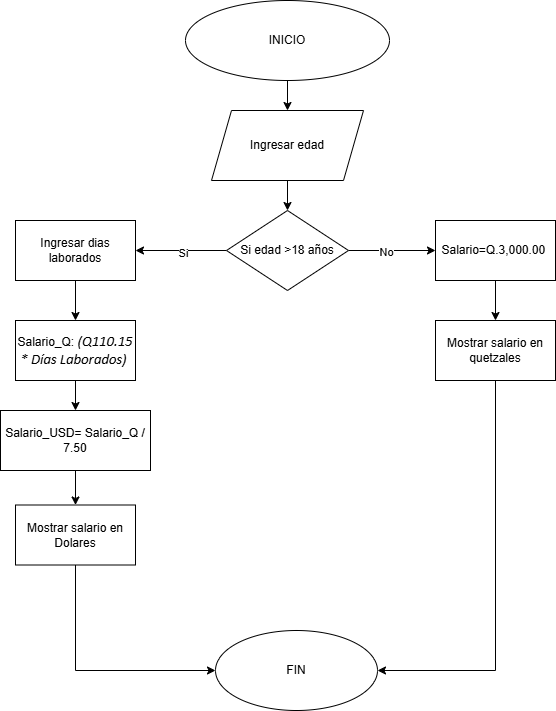 INICIO
Ingresar edad
Si edad >18 años
Si
No
Ingresar dias
laborados
Salario=Q.3,000.00
Salario_Q: (Q110.15
* Días Laborados)
Mostrar salario en
quetzales
Salario_USD= Salario_Q /
7.50
Mostrar salario en
Dolares
FIN